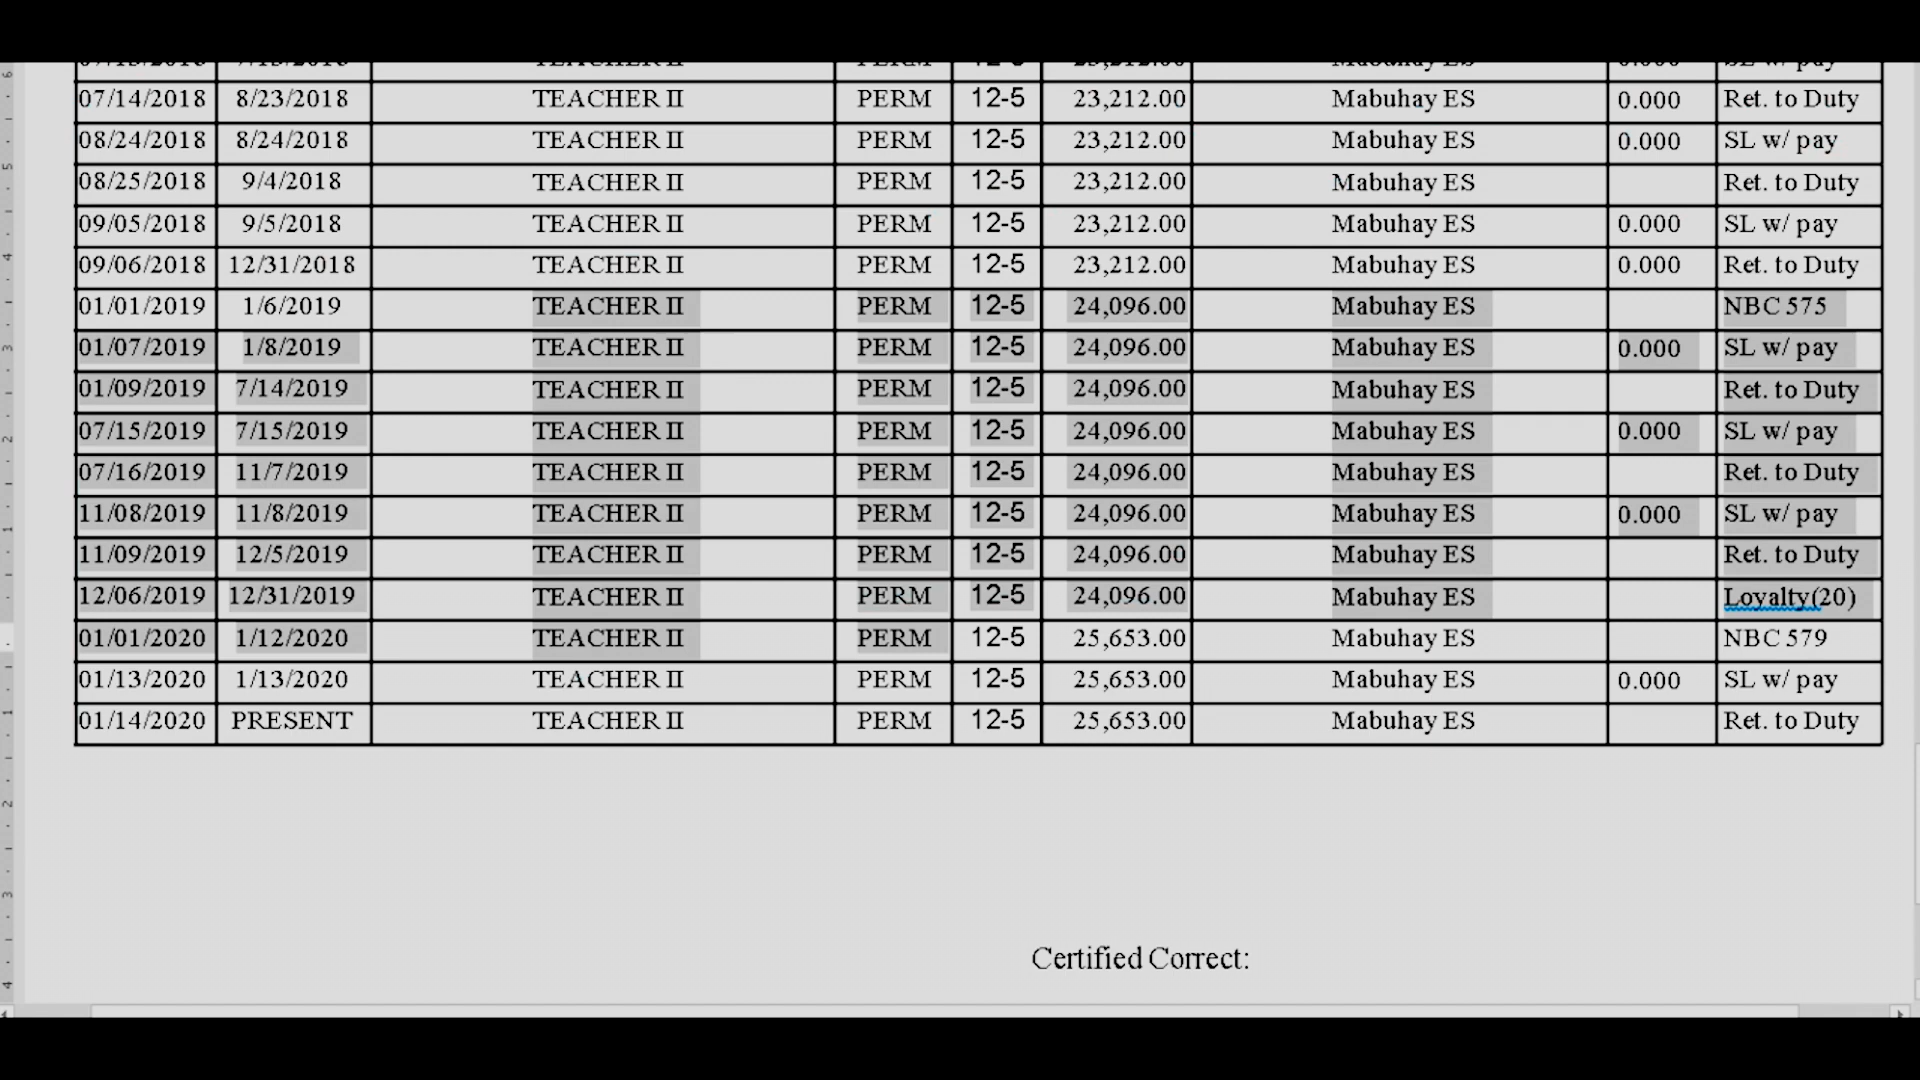 07/14/2018 8/23/2018 TEACHER II PERM 12-5 23,212.00 Mabuhay ES 0.000 Ret. to Duty
08/24/2018 8/24/2018 TEACHER II PERM 12-5 23,212.00 Mabuhay ES 0.000 SL w/ pay
08/25/2018 9/4/2018 TEACHER II PERM 12-5 23,212.00 Mabuhay ES Ret. to Duty
09/05/2018 9/5/2018 TEACHER II PERM 12-5 23,212.00 Mabuhay ES 0.000 SL w/ pay
09/06/2018 12/31/2018 TEACHER II PERM 12-5 23,212.00 Mabuhay ES 0.000 Ret. to Duty
01/01/2019 1/6/2019 TEACHER II PERM 12-5 24,096.00 Mabuhay ES NBC 575
01/07/2019 1/8/2019 TEACHER II PERM 12-5 24,096.00 Mabuhay ES 0.000 SL w/ pay
01/09/2019 7/14/2019 TEACHER II PERM 12-5 24,096.00 Mabuhay ES Ret. to Duty
07/15/2019 7/15/2019 TEACHER II PERM 12-5 24,096.00 Mabuhay ES 0.000 SL w/ pay
07/16/2019 11/7/2019 TEACHER II PERM 12-5 24,096.00 Mabuhay ES Ret. to Duty
11/08/2019 11/8/2019 TEACHER II PERM 12-5 24,096.00 Mabuhay ES 0.000 SL w/ pay
11/09/2019 12/5/2019 TEACHER II PERM 12-5 24,096.00 Mabuhay ES Ret. to Duty
12/06/2019 12/31/2019 TEACHER II PERM 12-5 24,096.00 Mabuhay ES Loyalty(20)
01/01/2020 1/12/2020 TEACHER II PERM 12-5 25,653.00 Mabuhay ES NBC 579
01/13/2020 1/13/2020 TEACHER II PERM 12-5 25,653.00 Mabuhay ES 0.000 SL w/ pay
01/14/2020 PRESENT TEACHER II PERM 12-5 25,653.00 Mabuhay ES Ret. to Duty
Certified Correct: